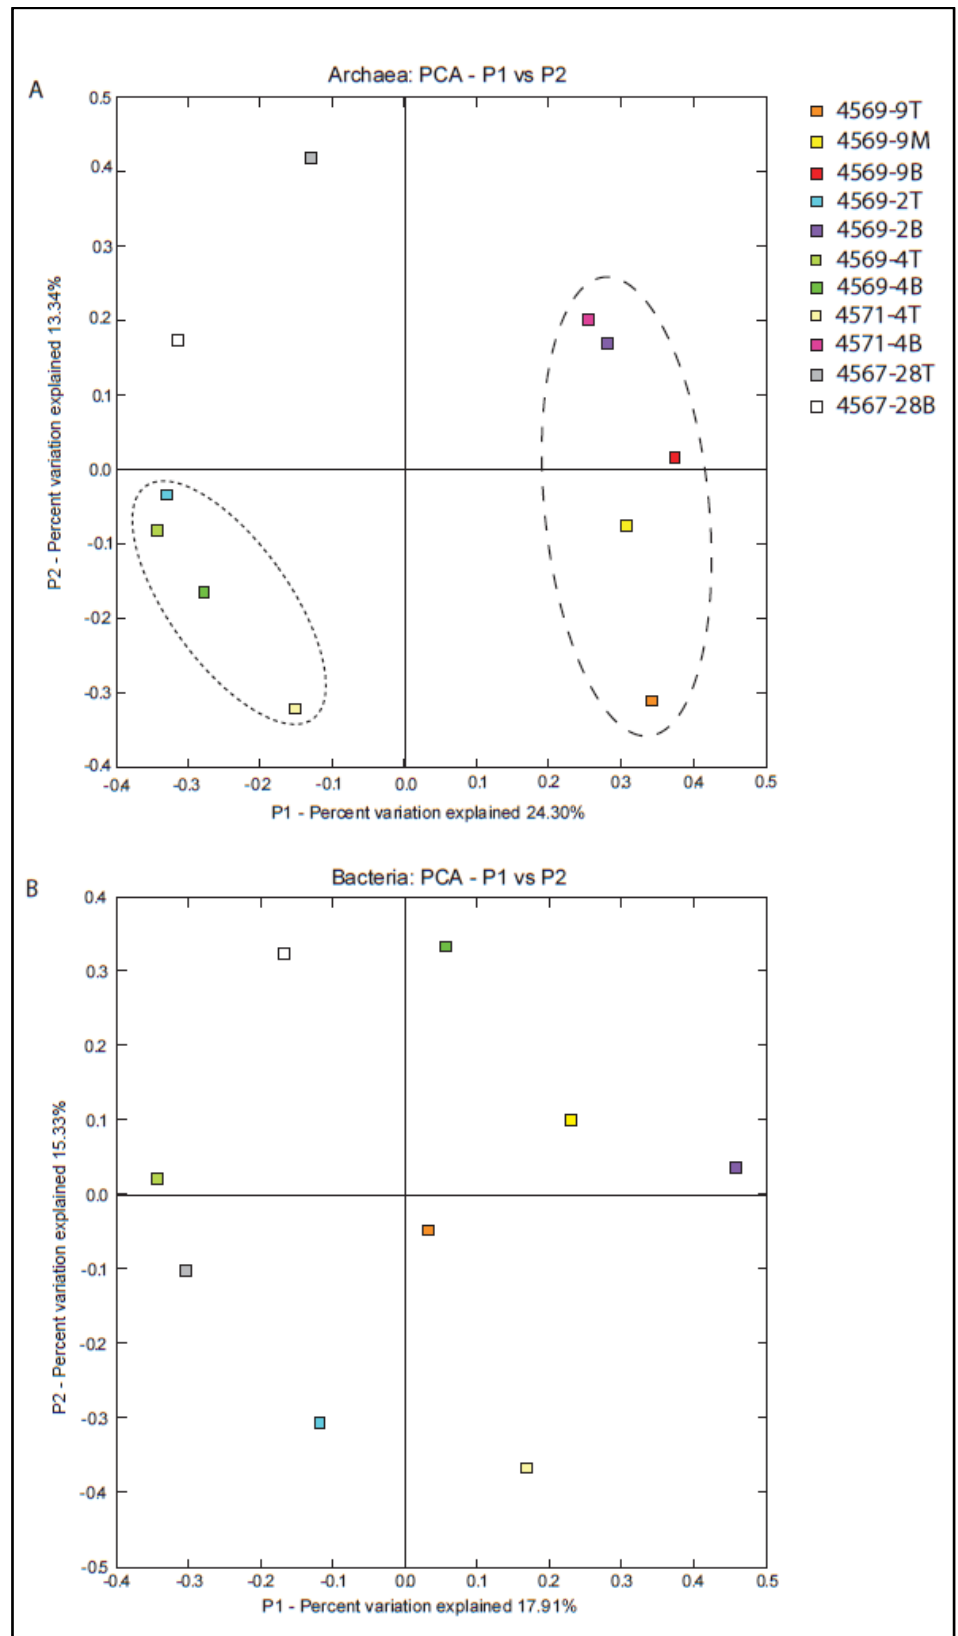 A
Archaea: PCA - P1 vs P2
0.5
0.4
0.3
0.2
0.1
0.0
-0.1
-02
-0.3
-0.4
P2 - Percent variation explained 13.34%
-0.4 -0.3 -0.2 -0.1 0.0 0.1 0.2 0.3 0.4 0.5
P1 - Percent variation explained 24.30%
4569-9T
4569-9M
4569-9B
4569-2T
4569-2B
4569-4T
4569-4B
4571-4T
4571-4B
4567-28T
4567-28B
B
Bacteria: PCA - P1 vs P2
0.4
0.3
0.2
0.1
0.0
-0.1
-0.2
-0.3
-0.4
-0.5
P2 - Percent variation explained 15.33%
-0.4 -0.3 -0.2 -0.1 0.0 0.1 0.2 0.3 0.4 0.5
P1 - Percent variation explained 17.91%